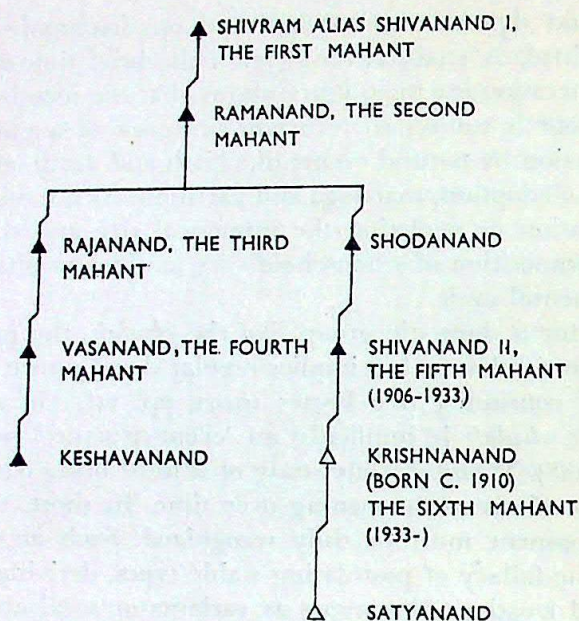 SHIVRAM ALIAS SHIVANAND I,
THE FIRST MAHANT
RAMANAND, THE SECOND
MAHANT
RAJANAND, THE THIRD
MAHANT
SHODANAND
VASANAND, THE. FOURTH
MAHANT
SHIVANAND II,
THE FIFTH MAHANT
(1906-1933)
KESHAVANAND
KRISHNANAND
(BORN C. 1910)
THE SIXTH MAHANT
(1933-)
SATYANAND